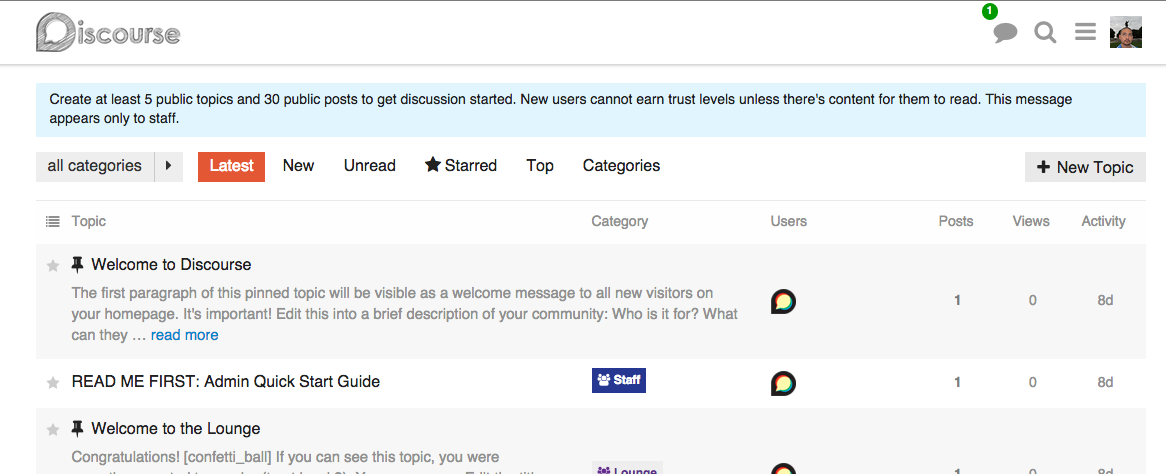 Discourse
1
Create at least 5 public topics and 30 public posts to get discussion started. New users cannot earn trust levels unless there's content for them to read. This message
appears only to staff.
all categories Latest New Unread Starred Top Categories New Topic
Topic Category Users Posts Views Activity
Welcome to Discourse
The first paragraph of this pinned topic will be visible as a welcome message to all new visitors on
your homepage. It's important! Edit this into a brief description of your community: Who is it for? What
can they … read more
1 0 8d
READ ME FIRST: Admin Quick Start Guide Staff 1 0 8d
Welcome to the Lounge
Congratulations! [confetti_ball] If you can see this topic, you were
Lounge 1 0 8d